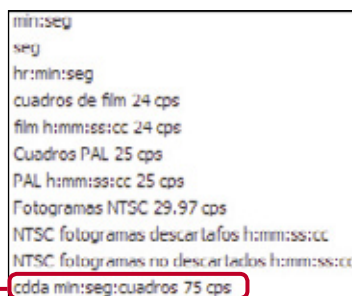 min:seg
seg
hr:min:seg
cuadros de film 24 cps
film h:mm:ss:cc 24 cps
Cuadros PAL 25 cps
PAL h:mm:ss:cc 25 cps
Fotogramas NTSC 29.97 cps
NTSC fotogramas descartafos h:mm:ss:cc
NTSC fotogramas no descartados h:mm:ss:cc
cdda min:seg:cuadros 75 cps